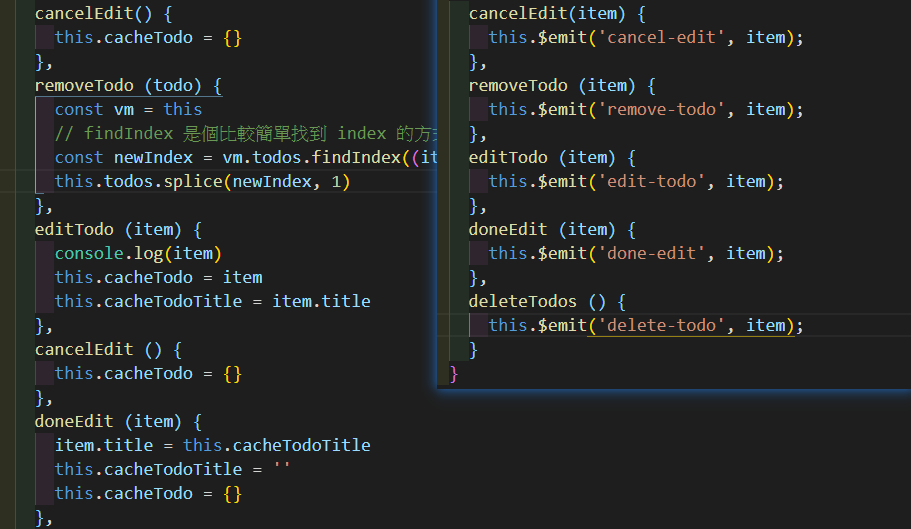 cancelEdit() {
this.cacheTodo = {}
},
removeTodo (todo) {
const vm = this
// findIndex 是個比較簡單找到 index 的方
const newIndex = vm.todos.findIndex((it
this.todos.splice(newIndex, 1)
},
editTodo (item) {
console.log(item)
this.cacheTodo = item
this.cacheTodoTitle = item.title
},
cancelEdit () {
this.cacheTodo = {}
},
doneEdit (item) {
item.title = this.cacheTodoTitle
this.cacheTodoTitle = ''
this.cacheTodo = {}
},
cancelEdit(item) {
this.$emit('cancel-edit', item);
},
removeTodo (item) {
this.$emit('remove-todo', item);
},
editTodo (item) {
this.$emit('edit-todo', item);
},
doneEdit (item) {
this.$emit('done-edit', item);
},
deleteTodos () {
this.$emit('delete-todo', item);
}
}